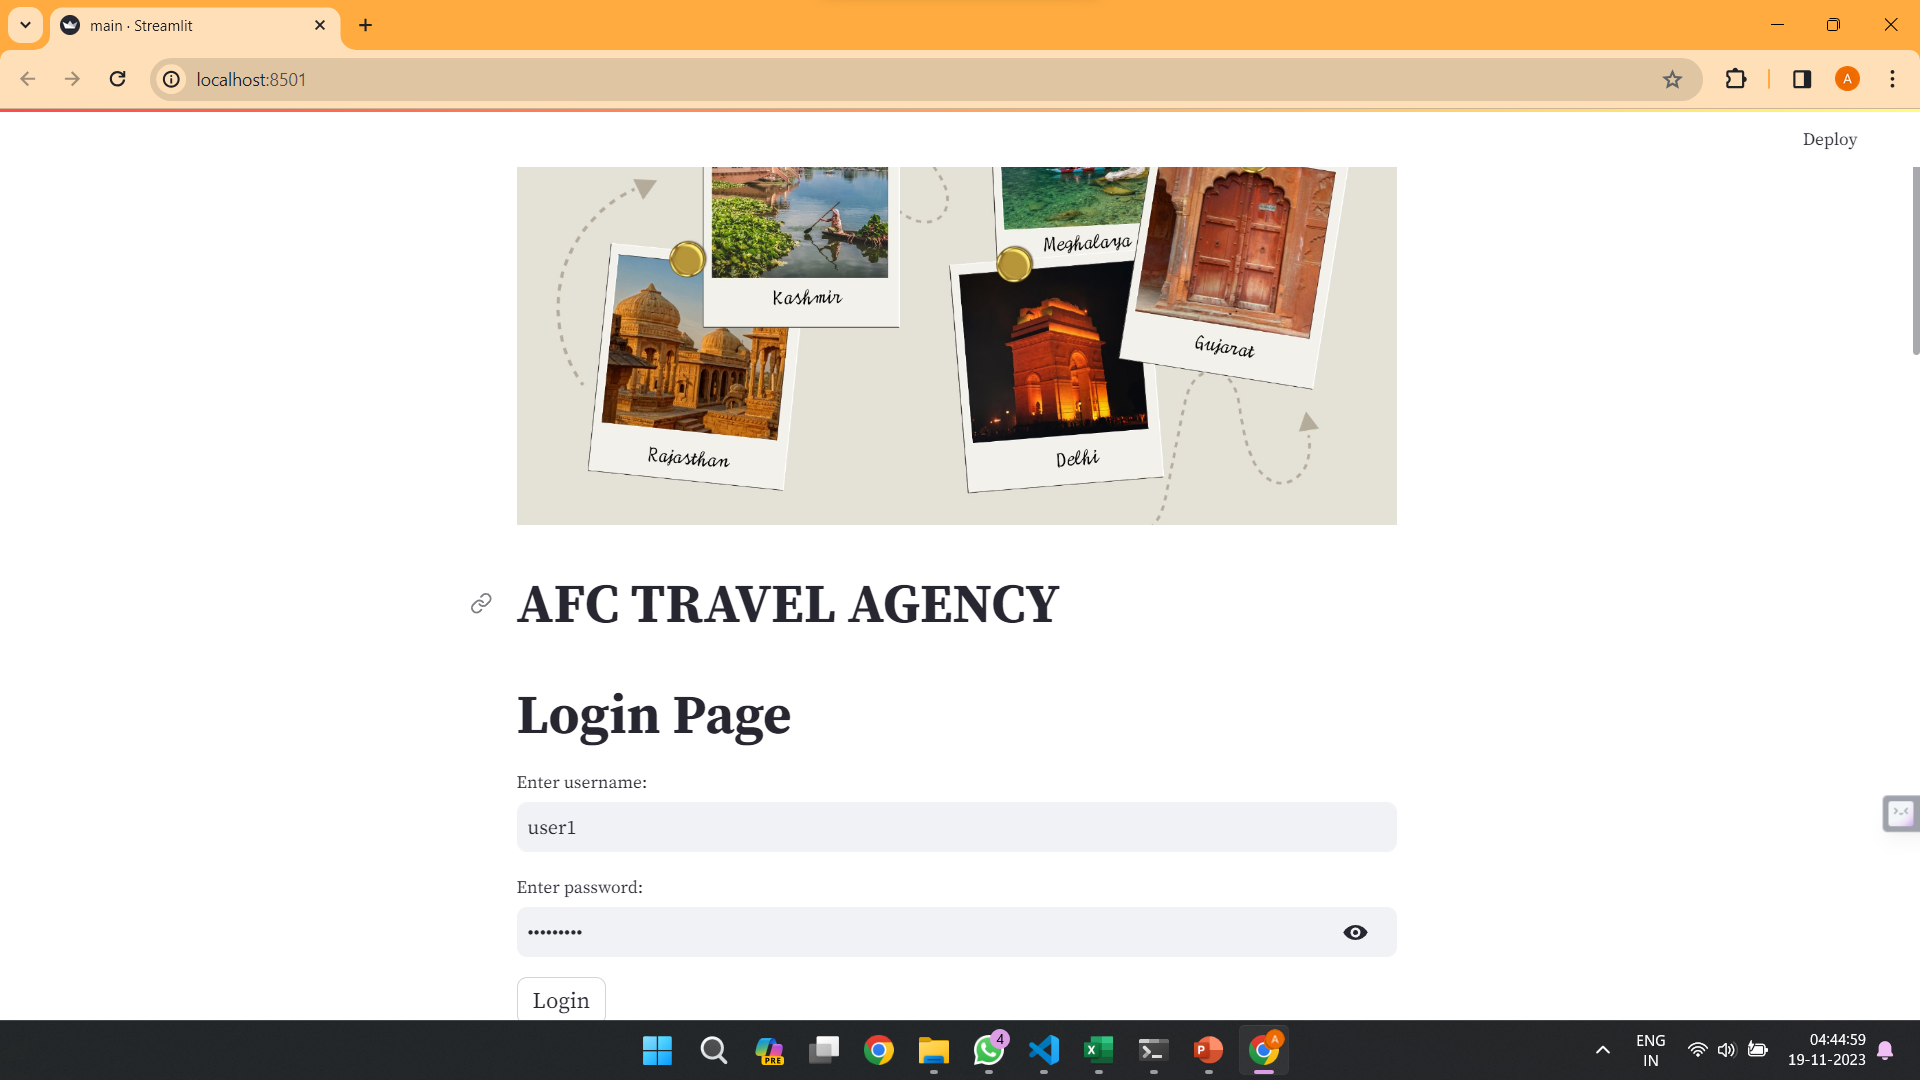 main · Streamlit
localhost:8501
A
Deploy
Meghalaya
Kashmir
Gujarat
Rajasthan
Delhi
AFC TRAVEL AGENCY
Login Page
Enter username:
user1
Enter password:
•••••••••
Login
PRE
4
A
ENG
IN
04:44:59
19-11-2023